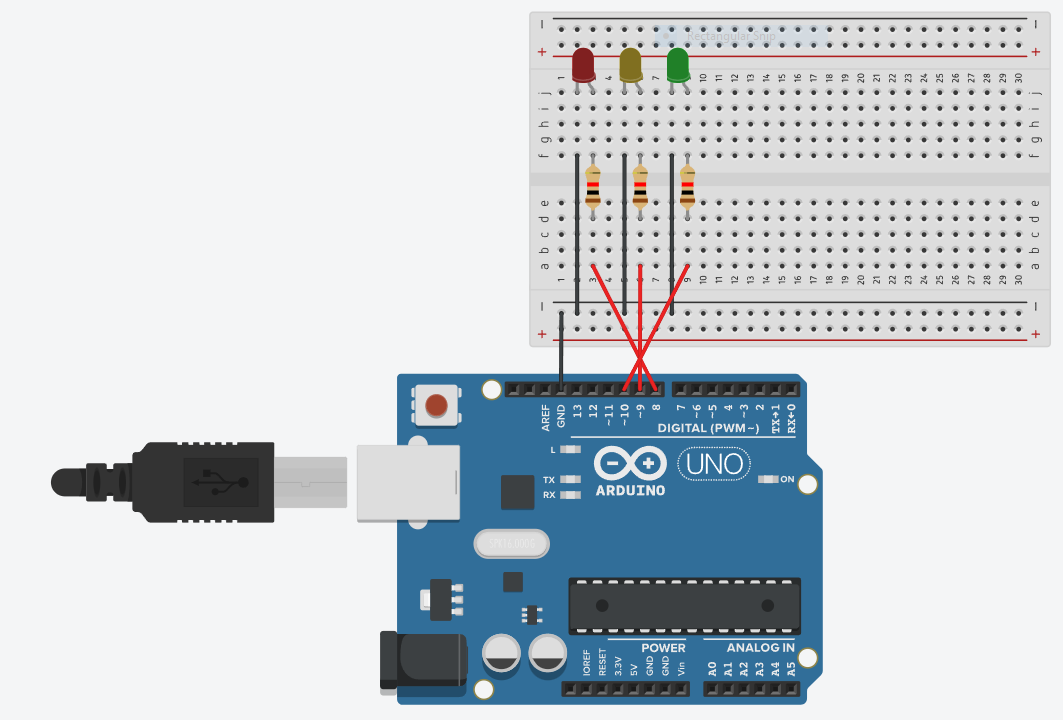 − −
Rectangular Snip
+ +
1 4 7 10 11 12 13 14 15 16 17 18 19 20 21 22 23 24 25 26 27 28 29 30
j j
i i
h h
g g
f f
e e
d d
c c
b b
a a
1 3 7 9 10 11 12 13 14 15 16 17 18 19 20 21 22 23 24 25 26 27 28 29 30
− −
+ +
AREF GND 13 12 ~11 ~10 ~9 8 7 ~6 ~5 4 ~3 2 TX→1 RX←0
DIGITAL (PWM~)
L
UNO
TX ON
RX ARDUINO
POWER ANALOG IN
IOREF RESET 3.3V 5V GND GND Vin A0 A1 A2 A3 A4 A5